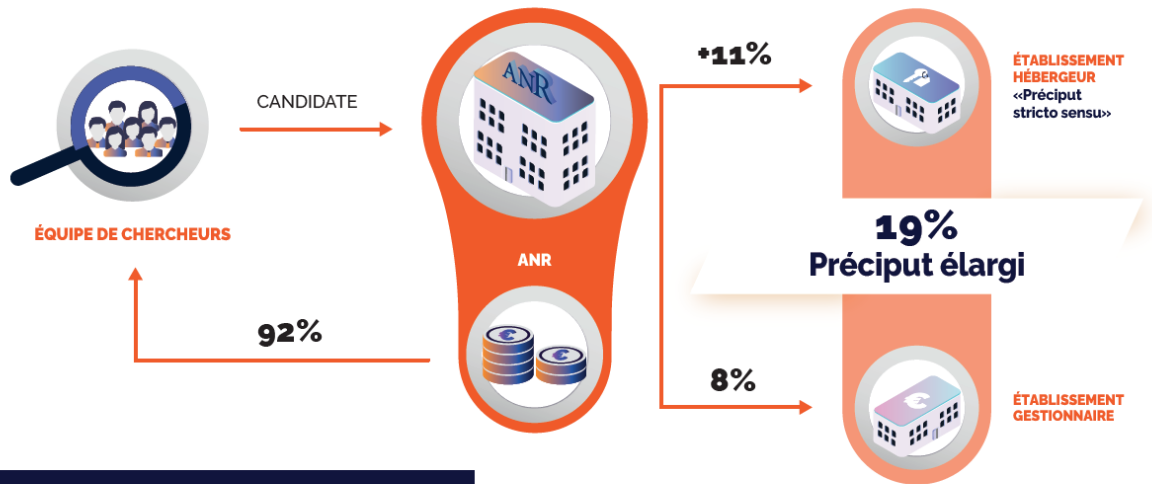 ANR
CANDIDATE
ÉQUIPE DE CHERCHEURS
92%
ANR
€
€
+11%
ÉTABLISSEMENT
HÉBERGEUR
«Préciput
stricto sensu»
19%
Préciput élargi
8%
€
ÉTABLISSEMENT
GESTIONNAIRE